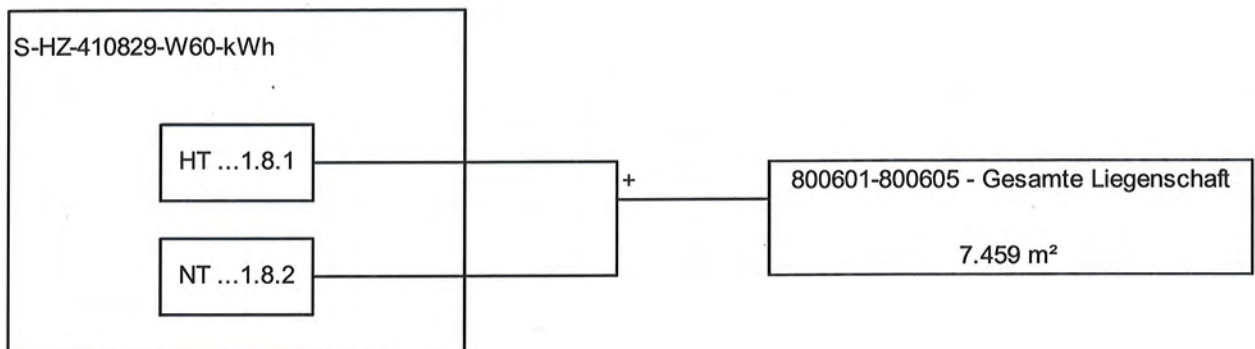 S-HZ-410829-W60-kWh
HT ...1.8.1
+
800601-800605 - Gesamte Liegenschaft
7.459 m²
NT ...1.8.2